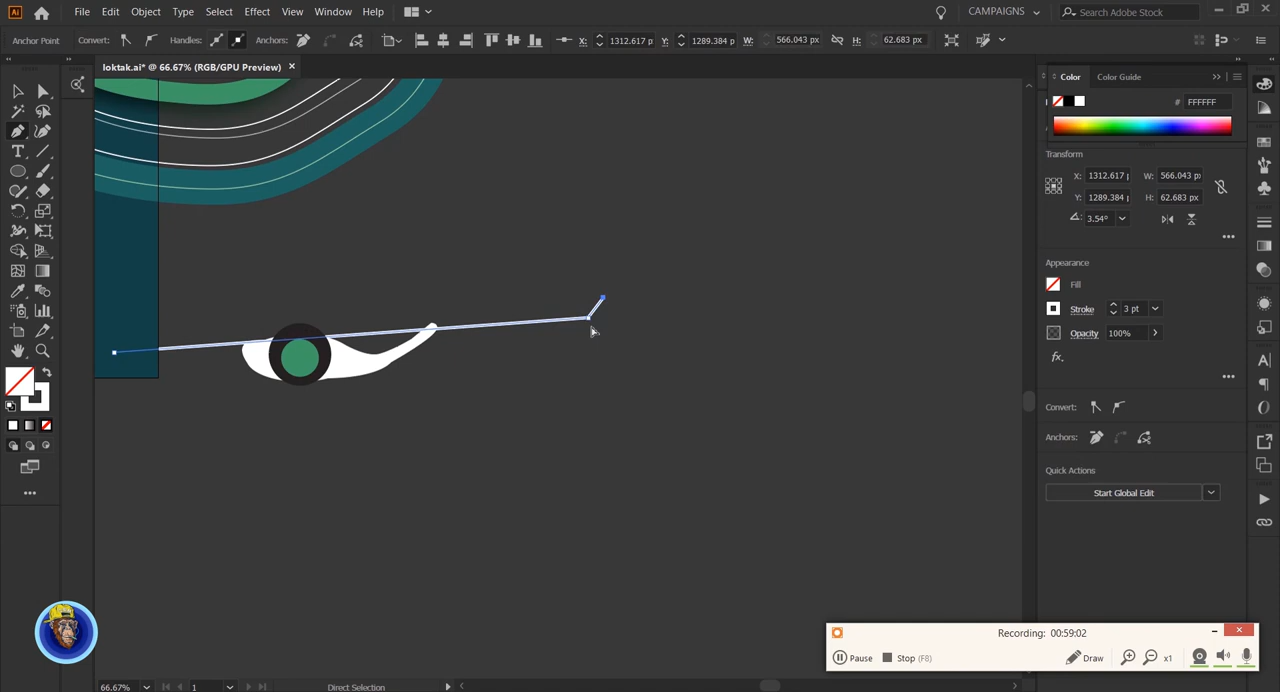 Ai File Edit Object Type Select Effect View Window Help CAMPAIGNS Search Adobe Stock
Anchor Point Convert: Handles: Anchors: X: 1312.617 p Y: 1289.384 p W: 566.043 px H: 62.683 px
loktak.ai* @ 66.67% (RGB/GPU Preview) ×
Color Color Guide
# FFFFFF
Transform
X: 1312.617 p W: 566.043 px
Y: 1289.384 p H: 62.683 px
3.54°
Appearance
Fill
Stroke 3 pt
Opacity 100%
fx.
Convert:
Anchors:
Quick Actions
Start Global Edit
Recording: 00:59:02
Pause Stop (F8) Draw x1
66.67% 1 Direct Selection